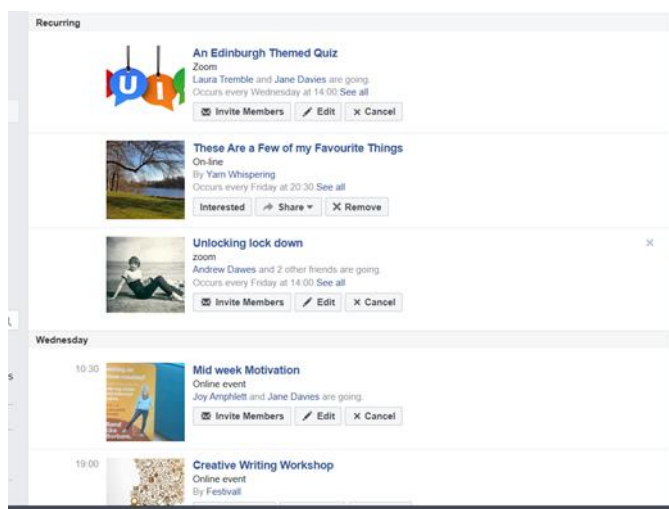 Recurring
An Edinburgh Themed Quiz
Zoom
Laura Tremble and Jane Davies are going.
Occurs every Wednesday at 14:00 See all
Invite Members Edit × Cancel
These Are a Few of my Favourite Things
On-line
By Yarn Whispering
Occurs every Friday at 20:30 See all
Interested Share Remove
Unlocking lock down
zoom
Andrew Dawes and 2 other friends are going.
Occurs every Friday at 14:00 See all
Invite Members Edit × Cancel
Wednesday
10:30
Mid week Motivation
Online event
Joy Amphlett and Jane Davies are going.
Invite Members Edit × Cancel
19:00
Creative Writing Workshop
Online event
By Festivall